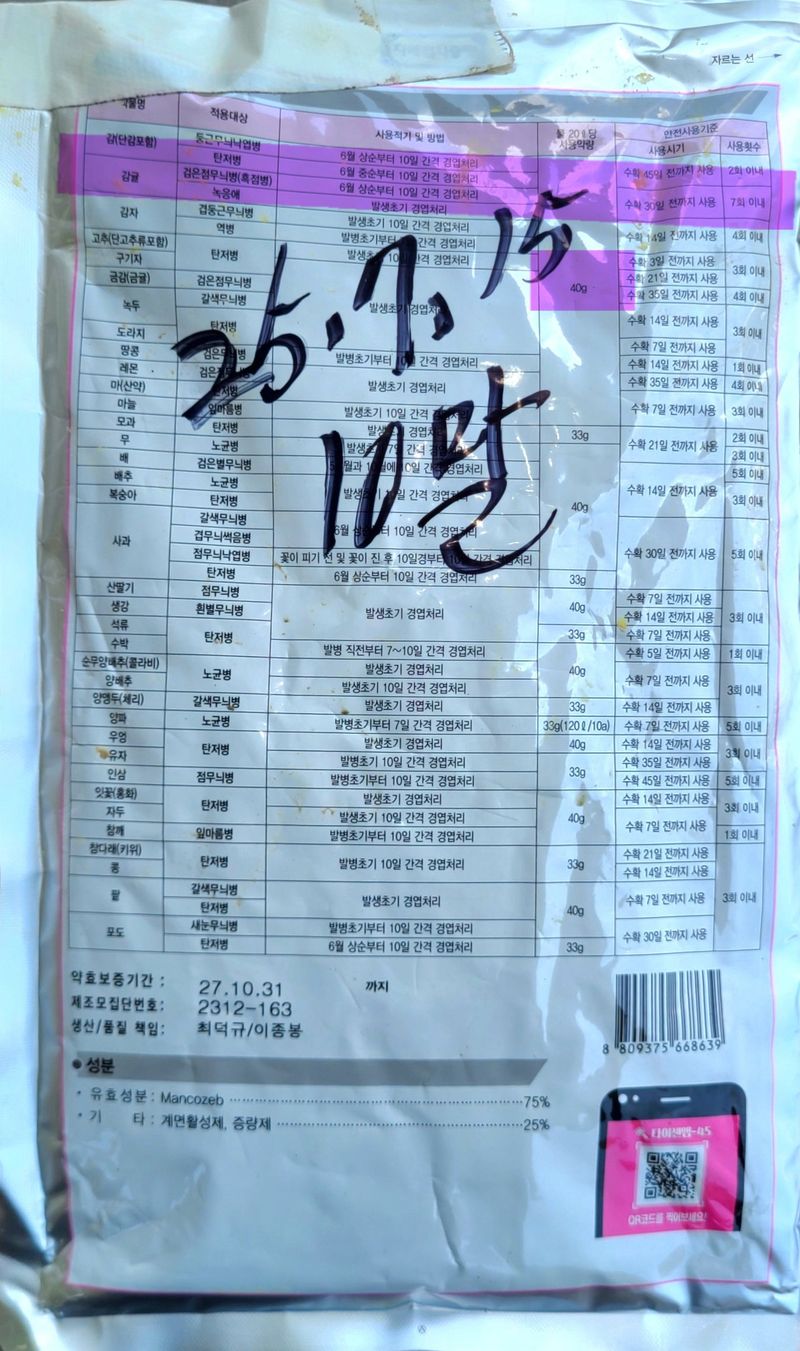 자르는 선
작물명 적용대상 사용적기 및 방법 물 20ℓ당 사용약량 안전사용기준
사용시기 사용횟수
감(단감포함) 둥근무늬낙엽병 6월 상순부터 10일 간격 경엽처리 수확 45일 전까지 사용 2회 이내
탄저병 6월 중순부터 10일 간격 경엽처리
감귤 검은점무늬병(흑점병) 6월 상순부터 10일 간격 경엽처리 수확 30일 전까지 사용 7회 이내
녹응애 발생초기 경엽처리
감자 겹둥근무늬병 발생초기 10일 간격 경엽처리 수확 14일 전까지 사용 4회 이내
역병
고추(단고추류포함) 탄저병 수확 3일 전까지 사용 3회 이내
구기자 수확 21일 전까지 사용
금감(금귤) 검은점무늬병 40g 수확 35일 전까지 사용 4회 이내
녹두 갈색무늬병 발생초기 경엽처리 수확 14일 전까지 사용 3회 이내
탄저병
도라지 수확 7일 전까지 사용
땅콩 발병초기부터 10일 간격 경엽처리 수확 14일 전까지 사용 1회 이내
레몬 발생초기 경엽처리 수확 35일 전까지 사용 4회 이내
마(산약) 탄저병 수확 7일 전까지 사용 3회 이내
마늘 잎마름병 발생초기 10일 간격 경엽처리
모과 탄저병 33g 수확 21일 전까지 사용 2회 이내
무 노균병 3회 이내
배 검은별무늬병 5회 이내
배추 노균병 40g 수확 14일 전까지 사용 3회 이내
복숭아 탄저병
사과 갈색무늬병 수확 30일 전까지 사용 5회 이내
겹무늬썩음병
점무늬낙엽병
탄저병 6월 상순부터 10일 간격 경엽처리 33g
산딸기 점무늬병 발생초기 경엽처리 40g 수확 7일 전까지 사용 3회 이내
생강 흰별무늬병 수확 14일 전까지 사용
석류 탄저병 33g 수확 7일 전까지 사용
수박 발병 직전부터 7~10일 간격 경엽처리 수확 5일 전까지 사용 1회 이내
순무양배추(콜라비) 노균병 발생초기 경엽처리 40g 수확 7일 전까지 사용 3회 이내
양배추 발생초기 10일 간격 경엽처리
양앵두(체리) 갈색무늬병 발생초기 경엽처리 33g 수확 14일 전까지 사용
양파 노균병 발병초기부터 7일 간격 경엽처리 33g(120ℓ/10a) 수확 7일 전까지 사용 5회 이내
우엉 탄저병 발생초기 경엽처리 40g 수확 14일 전까지 사용 3회 이내
유자 발병초기 10일 간격 경엽처리 33g 수확 35일 전까지 사용
인삼 점무늬병 발병초기부터 10일 간격 경엽처리 수확 45일 전까지 사용 5회 이내
잇꽃(홍화) 탄저병 발생초기 경엽처리 40g 수확 14일 전까지 사용 3회 이내
자두 발생초기 10일 간격 경엽처리 수확 7일 전까지 사용
참깨 잎마름병 발병초기부터 10일 간격 경엽처리 1회 이내
참다래(키위) 탄저병 발병초기 10일 간격 경엽처리 33g 수확 21일 전까지 사용 3회 이내
콩 수확 14일 전까지 사용
팥 갈색무늬병 발생초기 경엽처리 40g 수확 7일 전까지 사용
탄저병
포도 새눈무늬병 발병초기부터 10일 간격 경엽처리 수확 30일 전까지 사용
탄저병 6월 상순부터 10일 간격 경엽처리 33g
25.7.15
10말
약효보증기간 : 27.10.31 까지
제조모집단번호: 2312-163
생산/품질 책임: 최덕규/이종봉
8 809375 668639
● 성분
· 유효성분 : Mancozeb 75%
· 기 타 : 계면활성제, 증량제 25%
타이젠엠-45
QR코드를 찍어보세요!